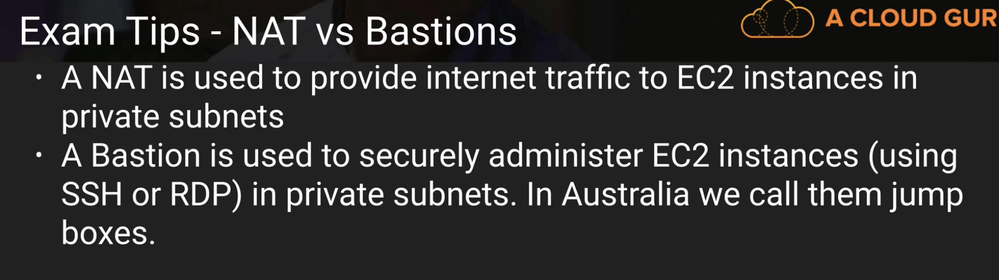 Exam Tips - NAT vs Bastions
A CLOUD GUR
• A NAT is used to provide internet traffic to EC2 instances in
private subnets
• A Bastion is used to securely administer EC2 instances (using
SSH or RDP) in private subnets. In Australia we call them jump
boxes.